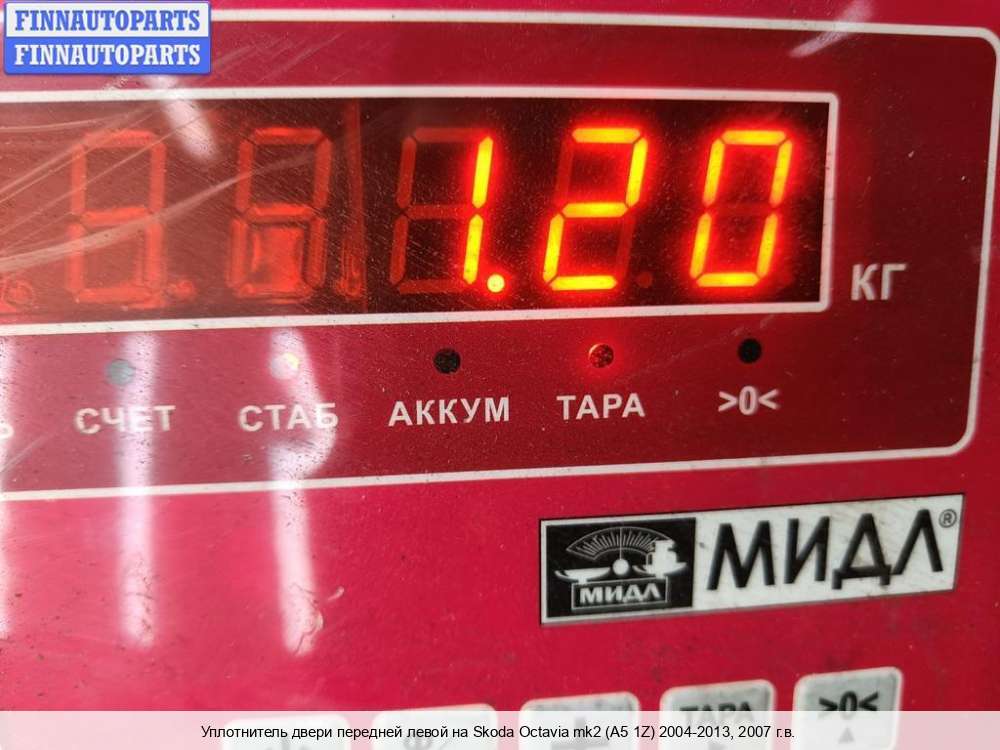 FINNAUTOPARTS
FINNAUTOPARTS
1.20
КГ
СЧЕТ СТАБ АККУМ ТАРА >0<
МИДЛ МИДЛ®
ТАРА >0<
Уплотнитель двери передней левой на Skoda Octavia mk2 (A5 1Z) 2004-2013, 2007 г.в.